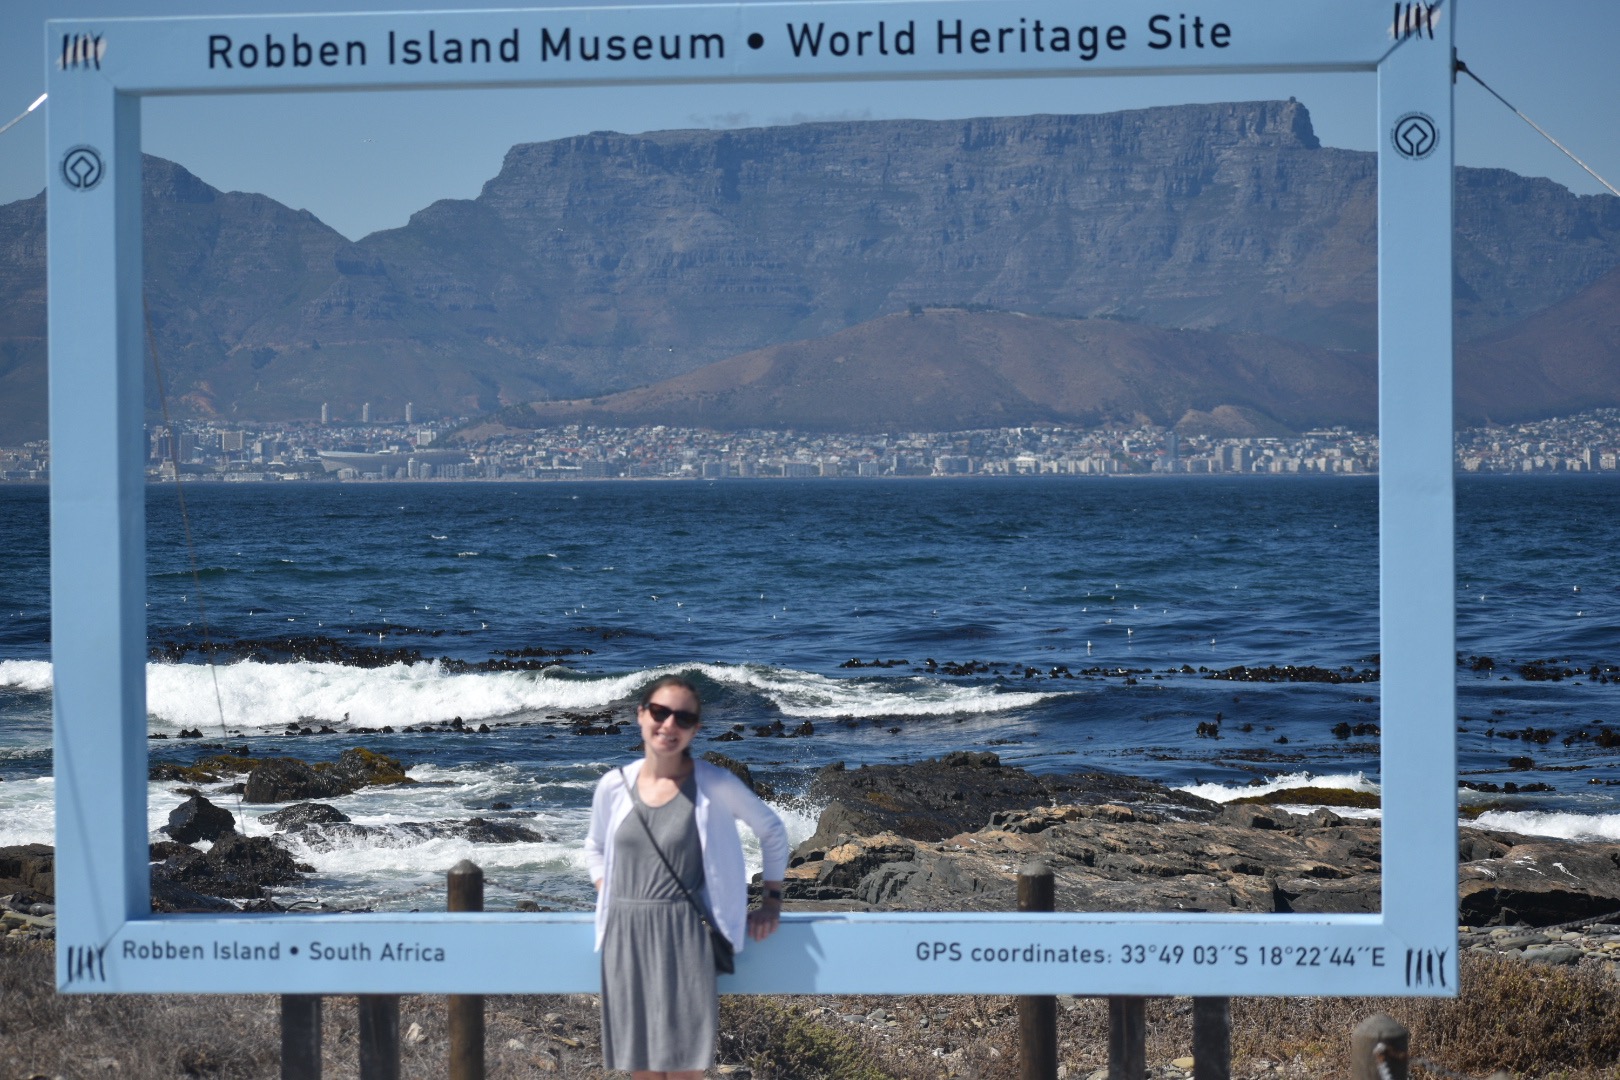 Robben Island Museum • World Heritage Site
Robben Island • South Africa
GPS coordinates: 33°49 03´´S 18°22´44´´E